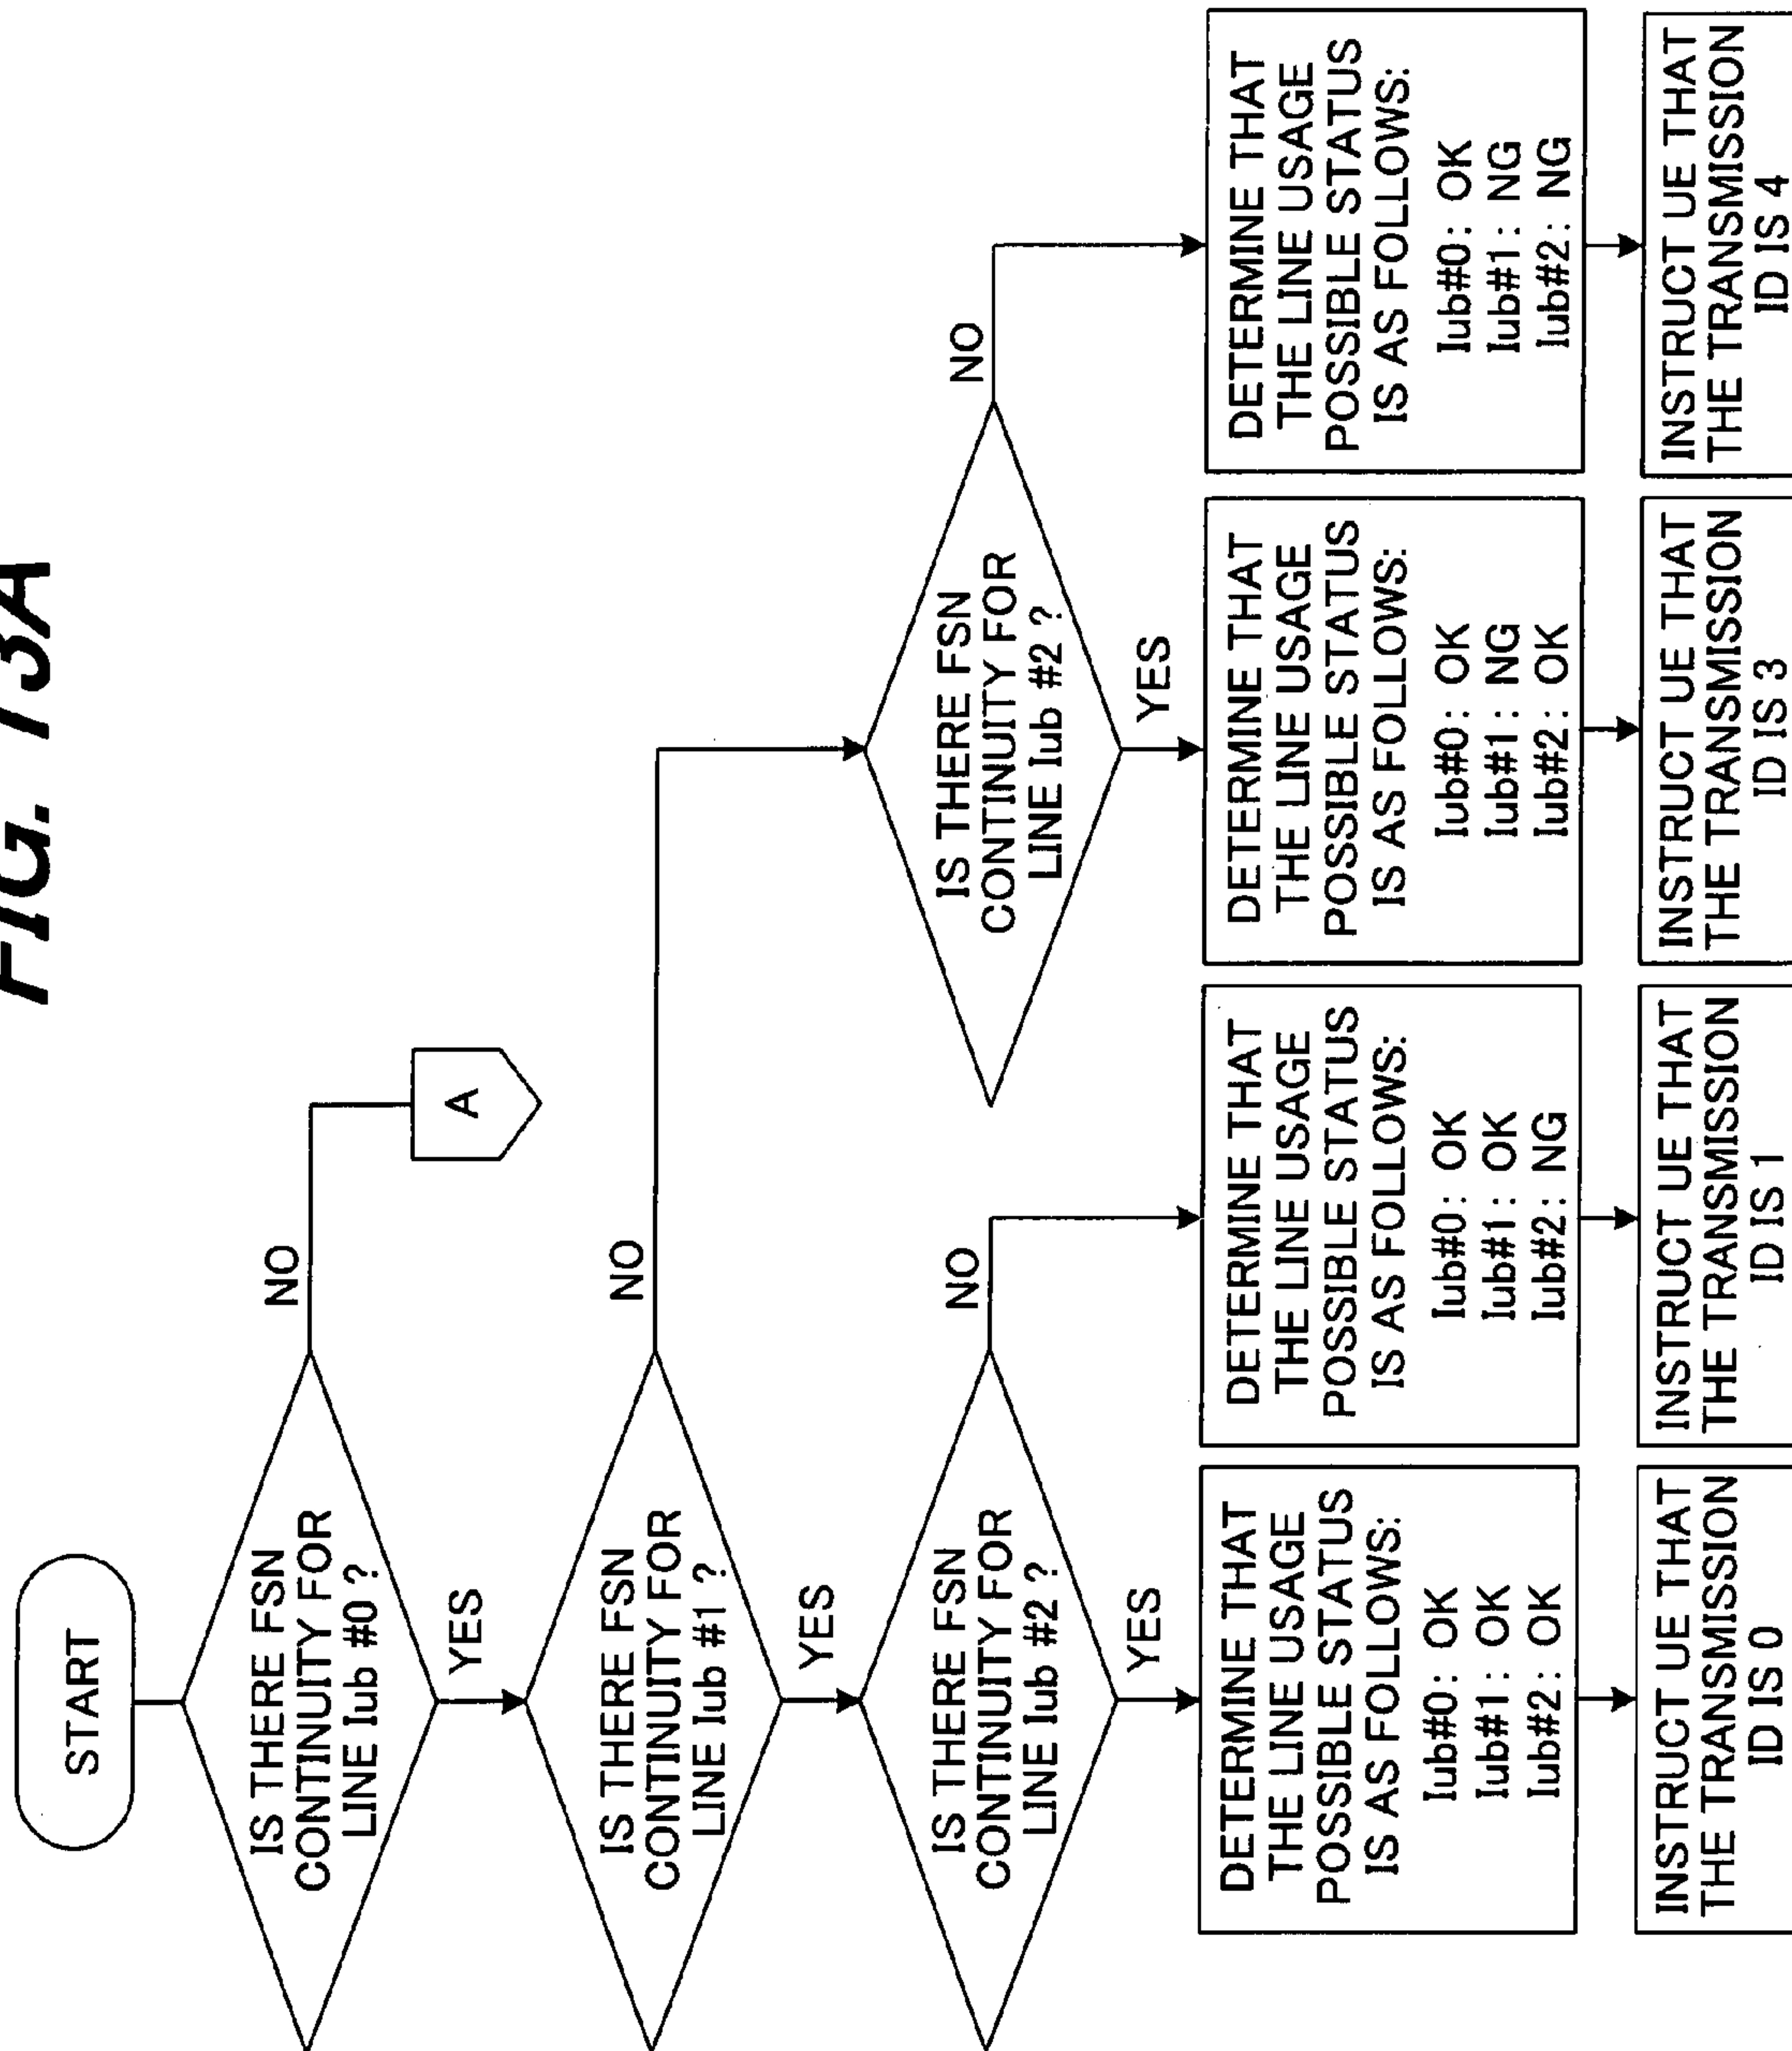 FIG. 13A
START
IS THERE FSN
CONTINUITY FOR
LINE Iub #0 ?
NO
A
YES
IS THERE FSN
CONTINUITY FOR
LINE Iub #1 ?
NO
YES
IS THERE FSN
CONTINUITY FOR
LINE Iub #2 ?
NO
YES
IS THERE FSN
CONTINUITY FOR
LINE Iub #2 ?
NO
YES
DETERMINE THAT
THE LINE USAGE
POSSIBLE STATUS
IS AS FOLLOWS:
Iub#0: OK
Iub#1: OK
Iub#2: OK
DETERMINE THAT
THE LINE USAGE
POSSIBLE STATUS
IS AS FOLLOWS:
Iub#0: OK
Iub#1: OK
Iub#2: NG
DETERMINE THAT
THE LINE USAGE
POSSIBLE STATUS
IS AS FOLLOWS:
Iub#0: OK
Iub#1: NG
Iub#2: OK
DETERMINE THAT
THE LINE USAGE
POSSIBLE STATUS
IS AS FOLLOWS:
Iub#0: OK
Iub#1: NG
Iub#2: NG
INSTRUCT UE THAT
THE TRANSMISSION
ID IS 0
INSTRUCT UE THAT
THE TRANSMISSION
ID IS 1
INSTRUCT UE THAT
THE TRANSMISSION
ID IS 3
INSTRUCT UE THAT
THE TRANSMISSION
ID IS 4